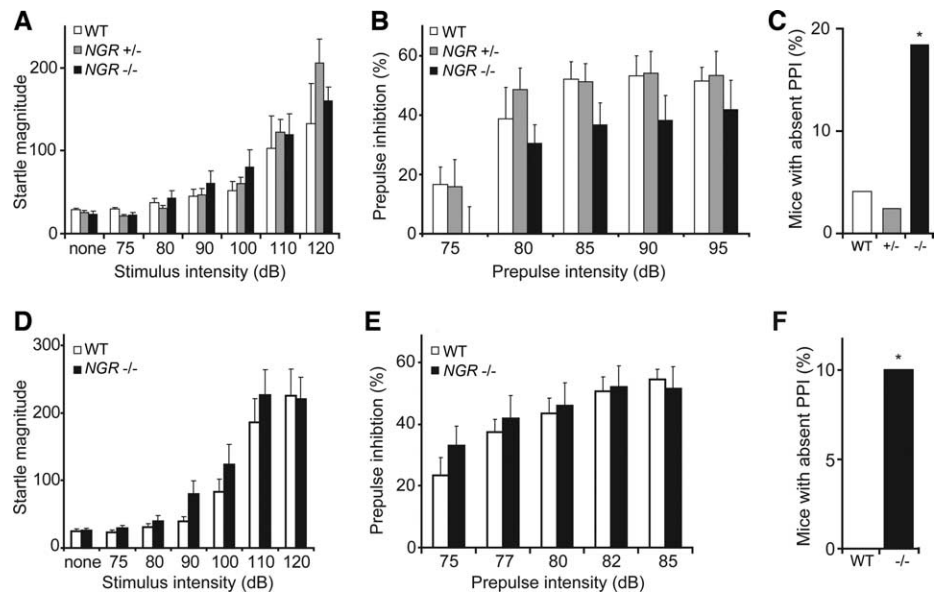 A
WT
NGR +/-
NGR -/-
Startle magnitude
200
100
0
none 75 80 90 100 110 120
Stimulus intensity (dB)
B
WT
NGR +/-
NGR -/-
Prepulse inhibtion (%)
60
40
20
0
75 80 85 90 95
Prepulse intensity (dB)
C
Mice with absent PPI (%)
20
10
0
*
WT +/- -/-
D
WT
NGR -/-
Startle magnitude
300
200
100
0
none 75 80 90 100 110 120
Stimulus intensity (dB)
E
WT
NGR -/-
Prepulse inhibtion (%)
60
40
20
0
75 77 80 82 85
Prepulse intensity (dB)
F
Mice with absent PPI (%)
10
5
0
*
WT -/-